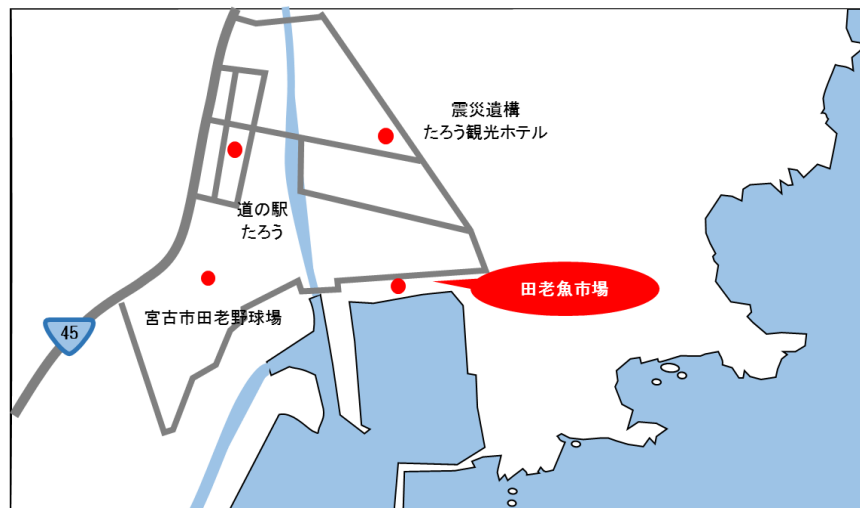 震災遺構
たろう観光ホテル
道の駅
たろう
田老魚市場
宮古市田老野球場
45